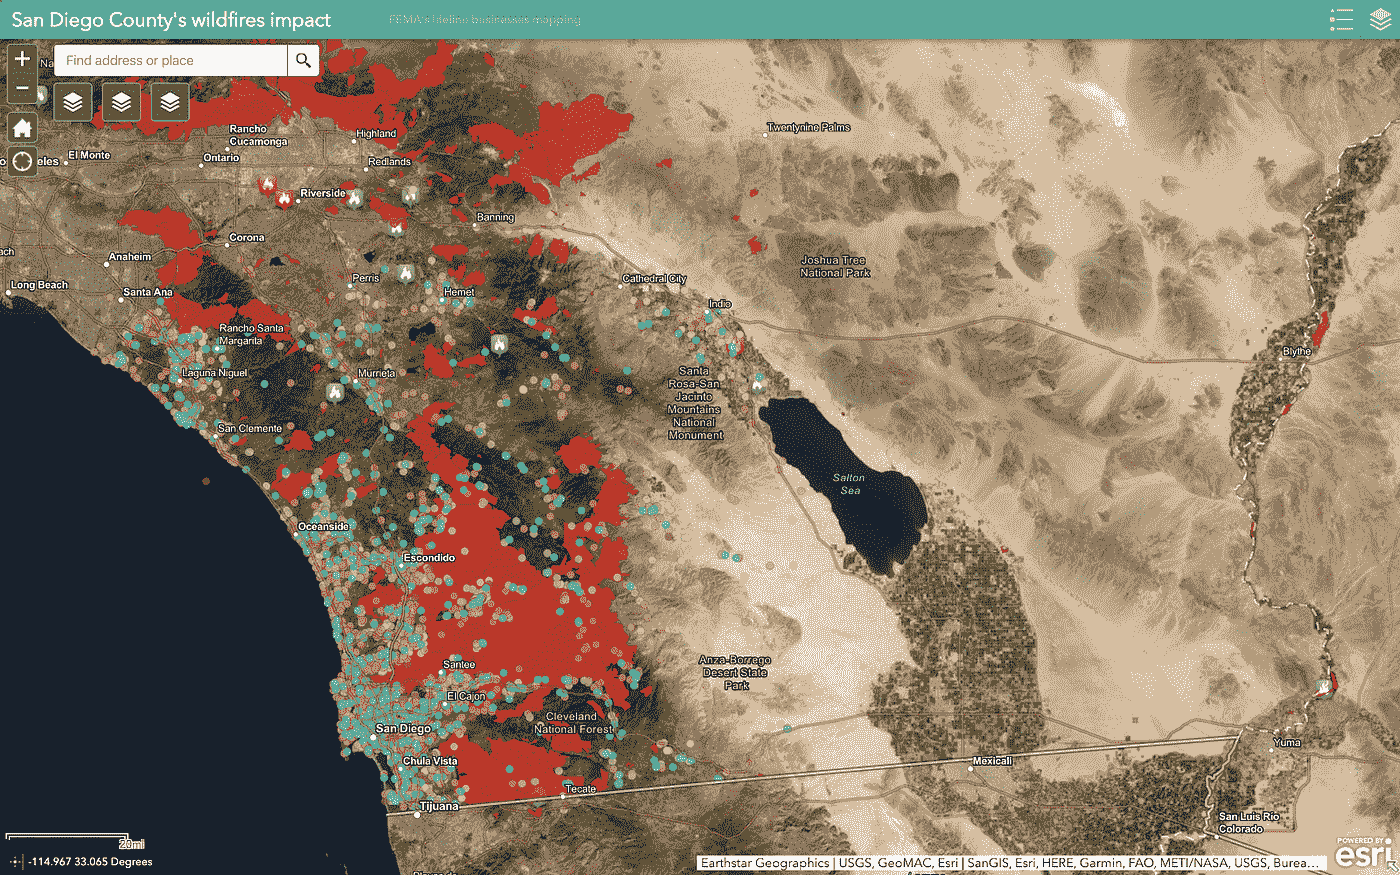 San Diego County's wildfires impact
FEMA's lifeline businesses mapping
Find address or place
Na
Rancho
Cucamonga
Highland
Twentynine Palms
El Monte
Ontario
Redlands
Riverside
Banning
Corona
Anaheim
Joshua Tree
National Park
Perris
Cathedral City
Long Beach
Santa Ana
Hemet
Indio
Rancho Santa
Margarita
Blythe
Laguna Niguel
Murrieta
Santa
Rosa-San
Jacinto
Mountains
National
Monument
San Clemente
Salton
Sea
Oceanside
Escondido
Santee
Anza-Borrego
Desert State
Park
El Cajon
Cleveland
National Forest
San Diego
Chula Vista
Yuma
Mexicali
Tecate
Tijuana
San Luis Rio
Colorado
20mi
-114.967 33.065 Degrees
Earthstar Geographics | USGS, GeoMAC, Esri | SanGIS, Esri, HERE, Garmin, FAO, METI/NASA, USGS, Burea...
POWERED BY
esri